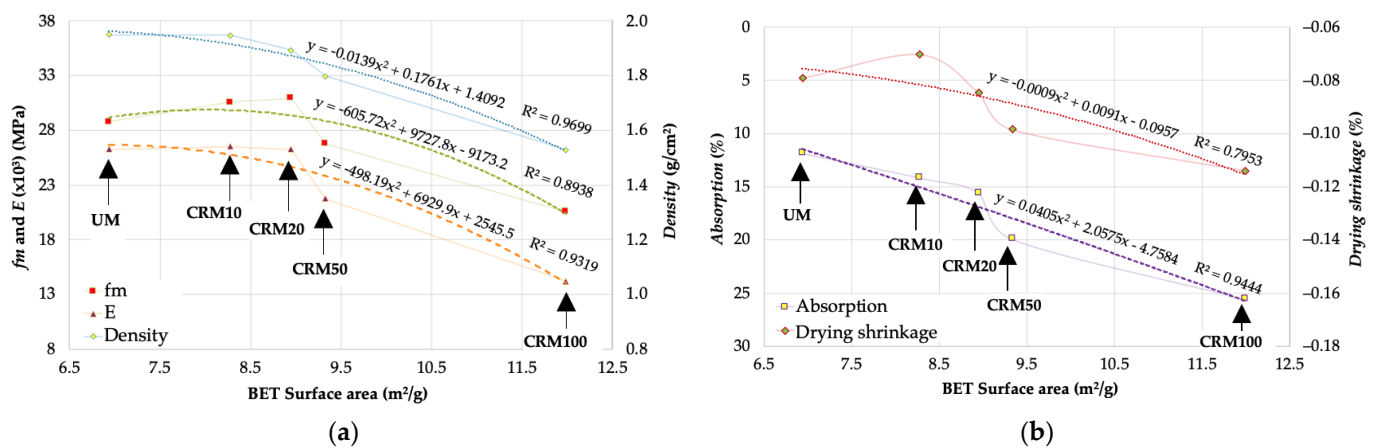 38
33
28
23
18
13
8
fm and E (x10³) (MPa)
2.0
1.8
1.6
1.4
1.2
1.0
0.8
Density (g/cm²)
y = -0.0139x² + 0.1761x + 1.4092
R² = 0.9699
y = -605.72x² + 9727.8x - 9173.2
R² = 0.8938
y = -498.19x² + 6929.9x + 2545.5
R² = 0.9319
UM
CRM10
CRM20
CRM50
CRM100
fm
E
Density
6.5 7.5 8.5 9.5 10.5 11.5 12.5
BET Surface area (m²/g)
(a)
0
5
10
15
20
25
30
Absorption (%)
−0.06
−0.08
−0.10
−0.12
−0.14
−0.16
−0.18
Drying shrinkage (%)
y = -0.0009x² + 0.0091x - 0.0957
R² = 0.7953
y = 0.0405x² + 2.0575x - 4.7584
R² = 0.9444
UM
CRM10
CRM20
CRM50
CRM100
Absorption
Drying shrinkage
6.5 7.5 8.5 9.5 10.5 11.5 12.5
BET Surface area (m²/g)
(b)